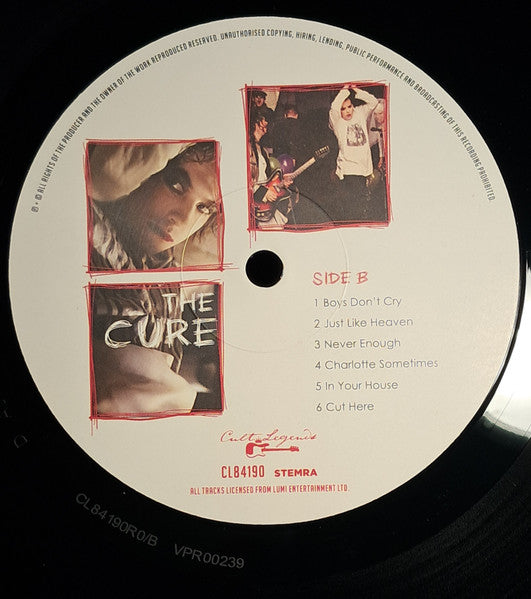 ℗ + © ALL RIGHTS OF THE PRODUCER AND THE OWNER OF THE WORK REPRODUCED RESERVED. UNAUTHORISED COPYING, HIRING, LENDING, PUBLIC PERFORMANCE AND BROADCASTING OF THIS RECORDING PROHIBITED.
THE
CURE
SIDE B
1 Boys Don't Cry
2 Just Like Heaven
3 Never Enough
4 Charlotte Sometimes
5 In Your House
6 Cut Here
Cult Legends
CL84190 STEMRA
ALL TRACKS LICENSED FROM LUMI ENTERTAINMENT LTD.
CL84190R0/B VPR00239